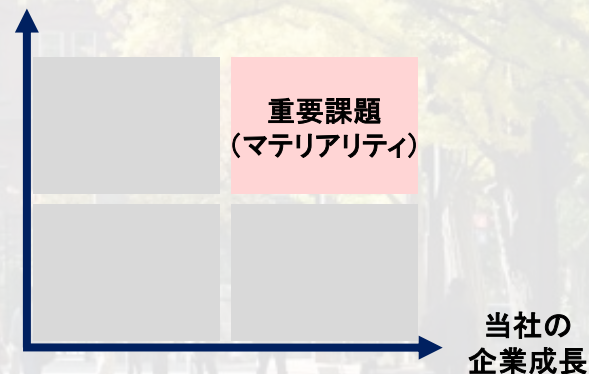 重要課題
（マテリアリティ）
当社の
企業成長